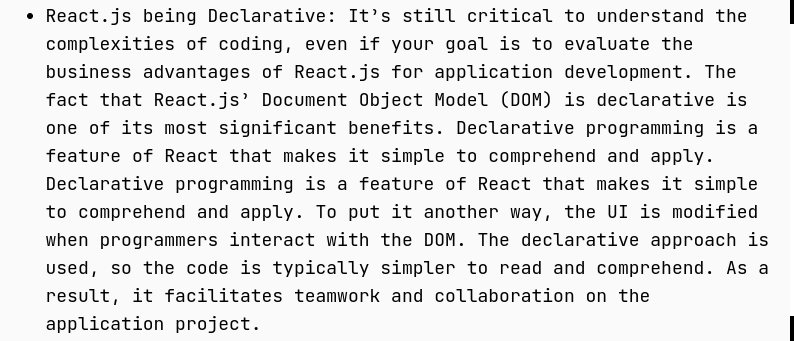 • React.js being Declarative: It’s still critical to understand the
complexities of coding, even if your goal is to evaluate the
business advantages of React.js for application development. The
fact that React.js’ Document Object Model (DOM) is declarative is
one of its most significant benefits. Declarative programming is a
feature of React that makes it simple to comprehend and apply.
Declarative programming is a feature of React that makes it simple
to comprehend and apply. To put it another way, the UI is modified
when programmers interact with the DOM. The declarative approach is
used, so the code is typically simpler to read and comprehend. As a
result, it facilitates teamwork and collaboration on the
application project.